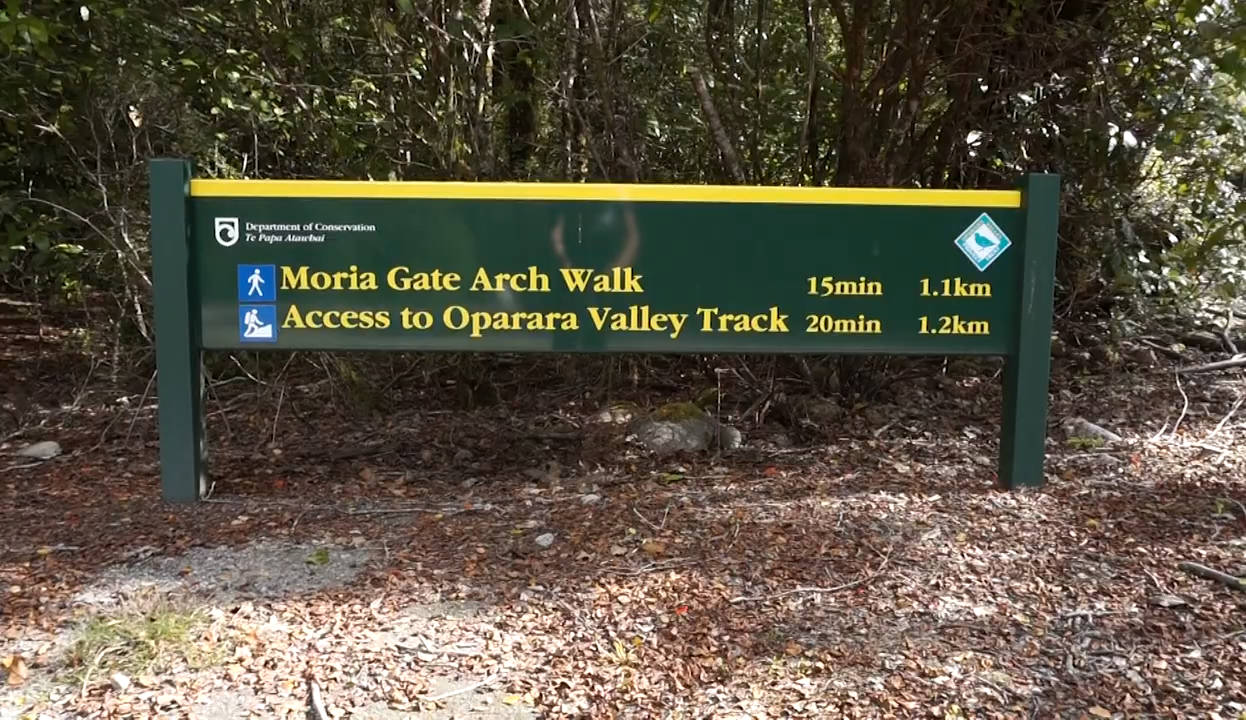 Department of Conservation
Te Papa Atawhai
Moria Gate Arch Walk 15min 1.1km
Access to Oparara Valley Track 20min 1.2km